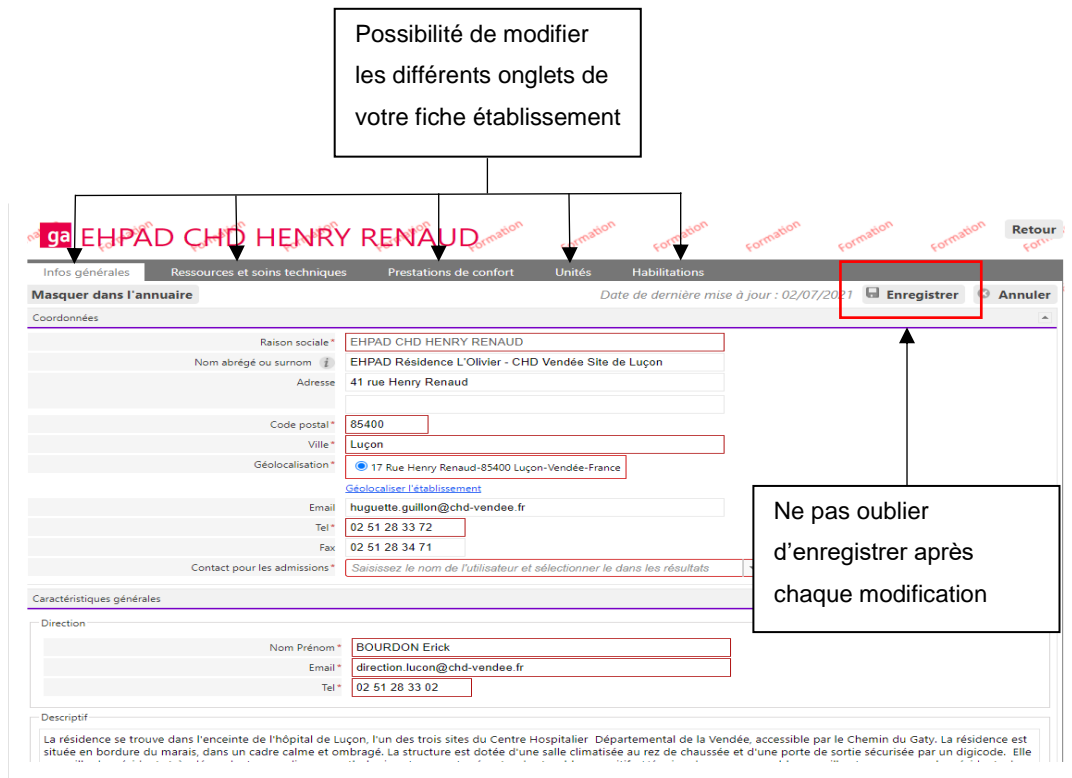 Possibilité de modifier
les différents onglets de
votre fiche établissement
ga EHPAD CHD HENRY RENAUD
Formation Formation Formation Formation Formation Formation Formation Formation
Retour
Infos générales Ressources et soins techniques Prestations de confort Unités Habilitations
Masquer dans l'annuaire Date de dernière mise à jour : 02/07/2021 Enregistrer Annuler
Coordonnées
Raison sociale* EHPAD CHD HENRY RENAUD
Nom abrégé ou surnom i EHPAD Résidence L'Olivier - CHD Vendée Site de Luçon
Adresse 41 rue Henry Renaud
Code postal* 85400
Ville* Luçon
Géolocalisation* 17 Rue Henry Renaud-85400 Luçon-Vendée-France
Géolocaliser l'établissement
Email huguette.guillon@chd-vendee.fr
Tel* 02 51 28 33 72
Fax 02 51 28 34 71
Contact pour les admissions* Saisissez le nom de l'utilisateur et sélectionner le dans les résultats
Ne pas oublier
d'enregistrer après
chaque modification
Caractéristiques générales
Direction
Nom Prénom* BOURDON Erick
Email* direction.lucon@chd-vendee.fr
Tel* 02 51 28 33 02
Descriptif
La résidence se trouve dans l'enceinte de l'hôpital de Luçon, l'un des trois sites du Centre Hospitalier Départemental de la Vendée, accessible par le Chemin du Gaty. La résidence est
située en bordure du marais, dans un cadre calme et ombragé. La structure est dotée d'une salle climatisée au rez de chaussée et d'une porte de sortie sécurisée par un digicode. Elle